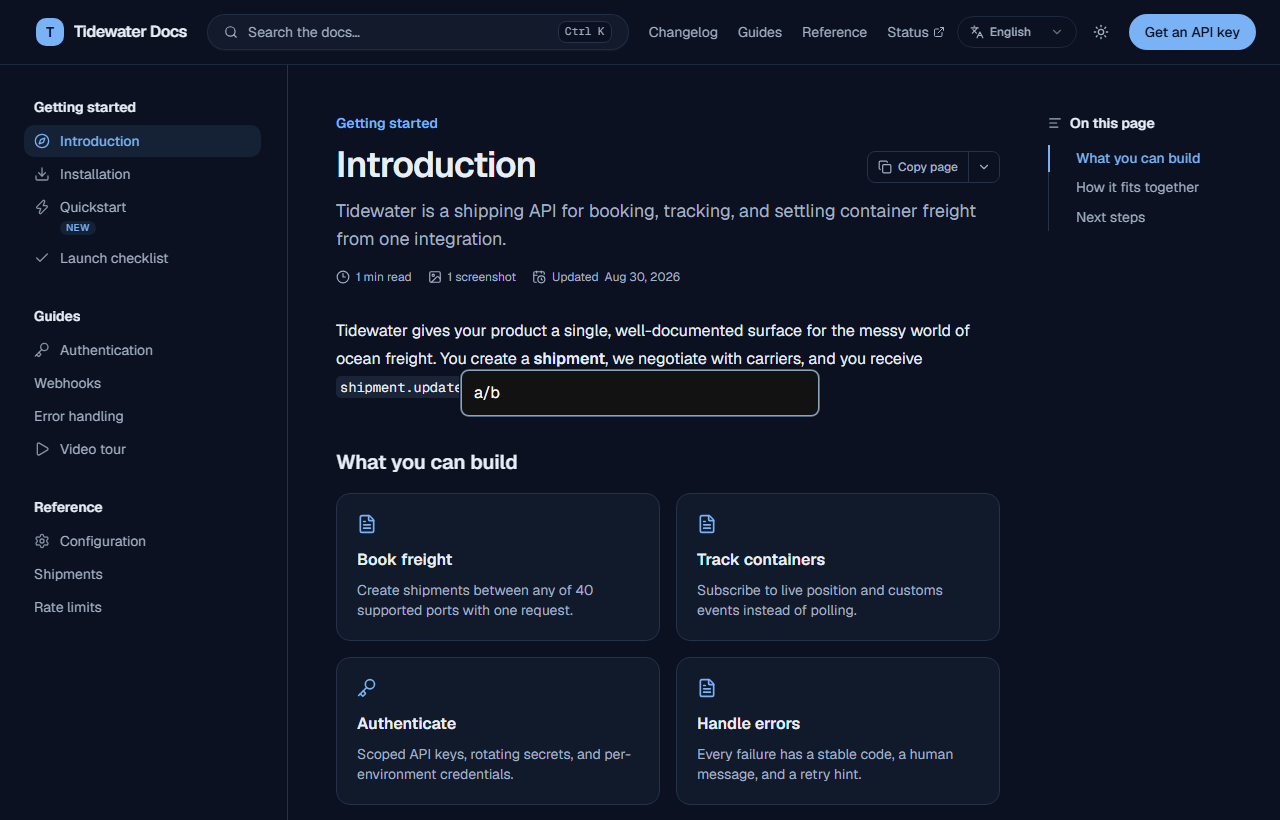 T Tidewater Docs
Search the docs... Ctrl K
Changelog
Guides
Reference
Status
English
Get an API key
Getting started
Introduction
Installation
Quickstart
NEW
Launch checklist
Guides
Authentication
Webhooks
Error handling
Video tour
Reference
Configuration
Shipments
Rate limits
Getting started
Introduction
Copy page
Tidewater is a shipping API for booking, tracking, and settling container freight
from one integration.
1 min read
1 screenshot
Updated Aug 30, 2026
Tidewater gives your product a single, well-documented surface for the messy world of
ocean freight. You create a shipment, we negotiate with carriers, and you receive
shipment.update
a/b
What you can build
Book freight
Create shipments between any of 40
supported ports with one request.
Track containers
Subscribe to live position and customs
events instead of polling.
Authenticate
Scoped API keys, rotating secrets, and per-
environment credentials.
Handle errors
Every failure has a stable code, a human
message, and a retry hint.
On this page
What you can build
How it fits together
Next steps